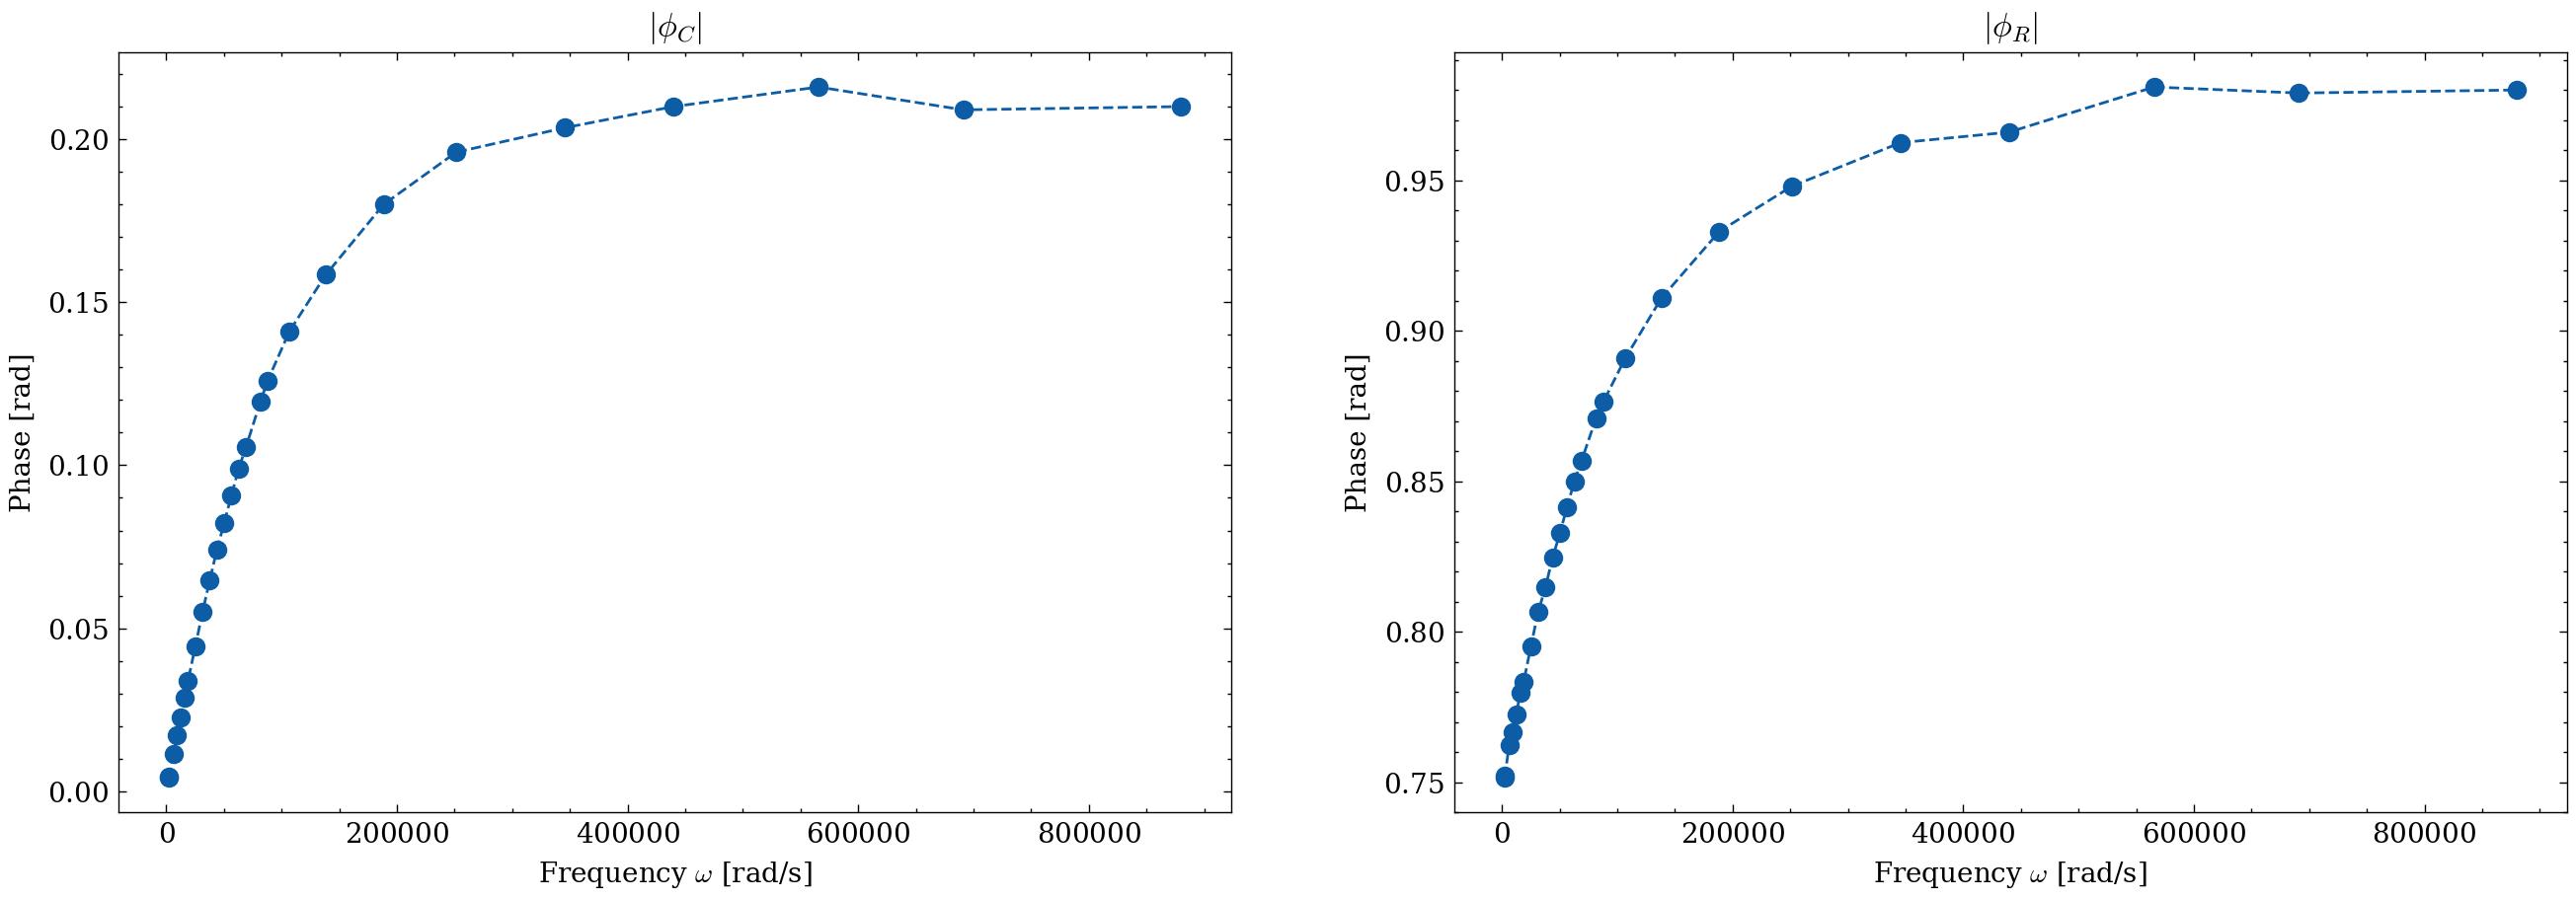 |ϕ_C|
Phase [rad]
0.20
0.15
0.10
0.05
0.00
0 200000 400000 600000 800000
Frequency ω [rad/s]
|ϕ_R|
Phase [rad]
0.95
0.90
0.85
0.80
0.75
0 200000 400000 600000 800000
Frequency ω [rad/s]